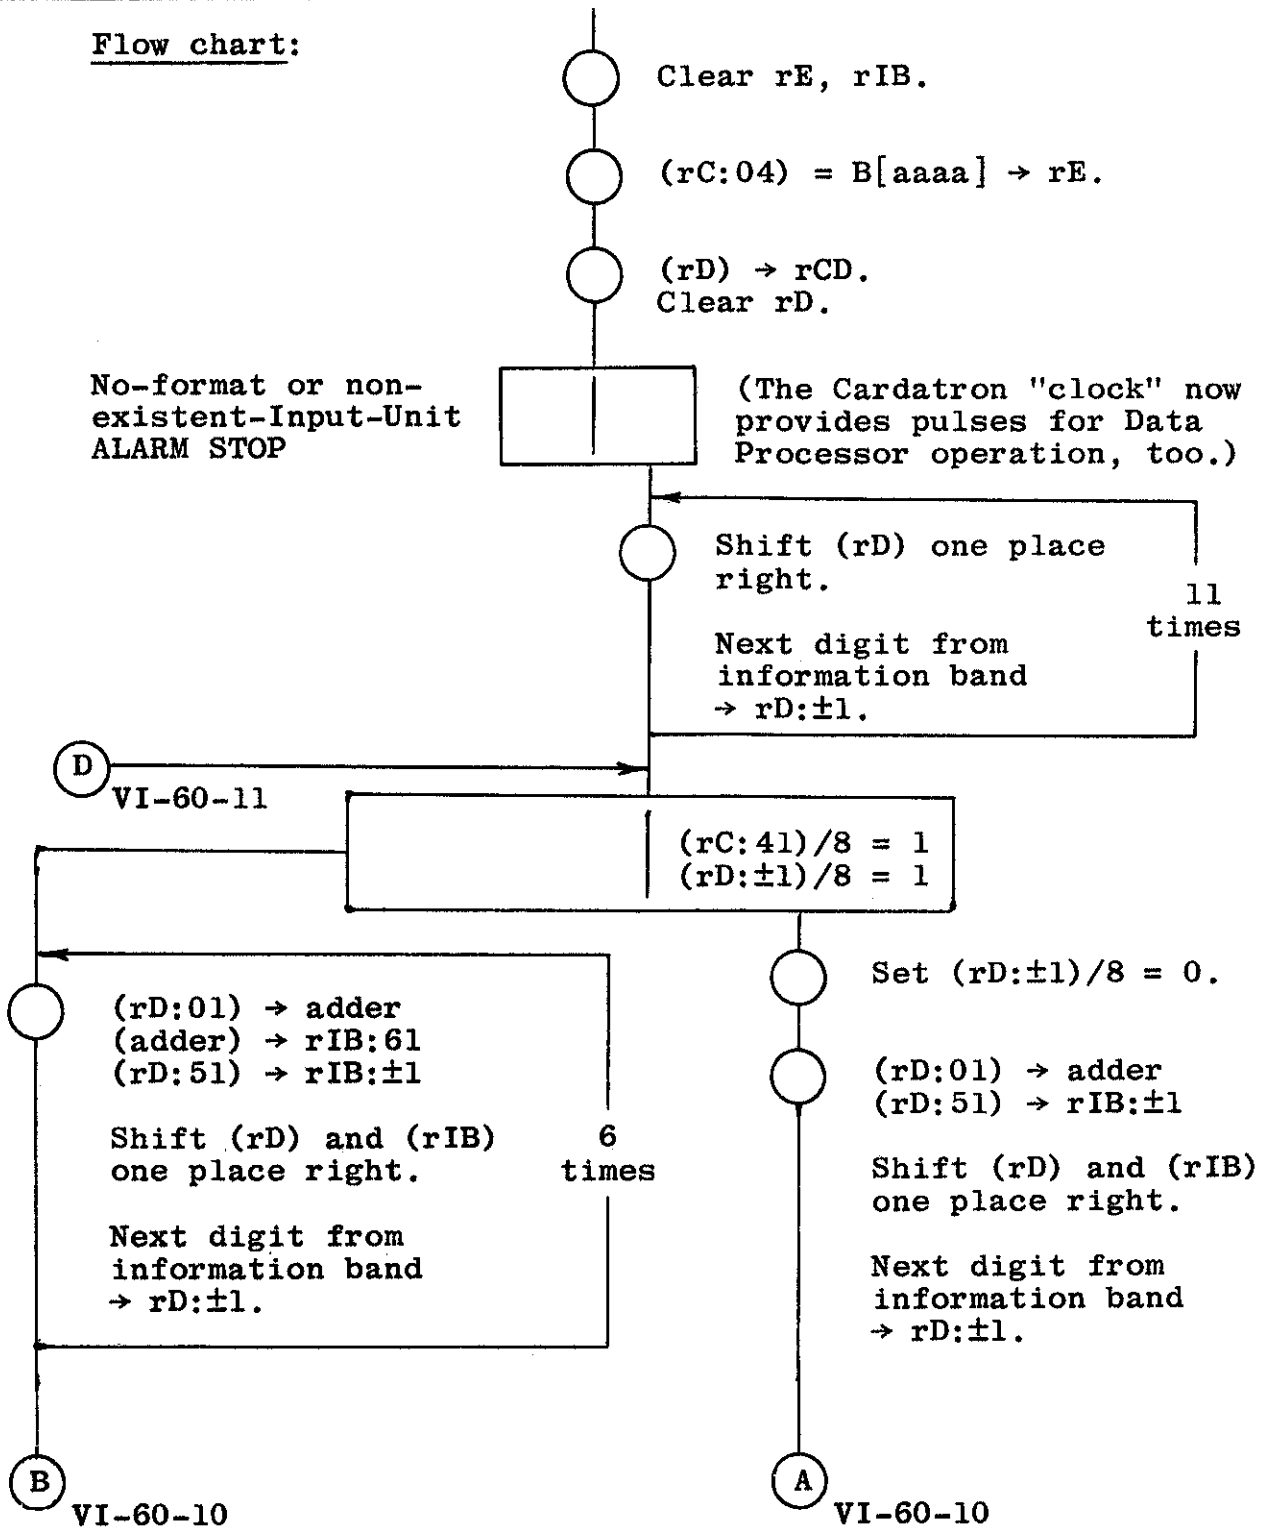 Flow chart:
Clear rE, rIB.
(rC:04) = B[aaaa] → rE.
(rD) → rCD.
Clear rD.
No-format or non-
existent-Input-Unit
ALARM STOP
(The Cardatron "clock" now
provides pulses for Data
Processor operation, too.)
Shift (rD) one place
right.
Next digit from
information band
→ rD:±1.
11
times
D
VI-60-11
(rC:41)/8 = 1
(rD:±1)/8 = 1
(rD:01) → adder
(adder) → rIB:61
(rD:51) → rIB:±1
Shift (rD) and (rIB)
one place right.
Next digit from
information band
→ rD:±1.
6
times
B
VI-60-10
Set (rD:±1)/8 = 0.
(rD:01) → adder
(rD:51) → rIB:±1
Shift (rD) and (rIB)
one place right.
Next digit from
information band
→ rD:±1.
A
VI-60-10